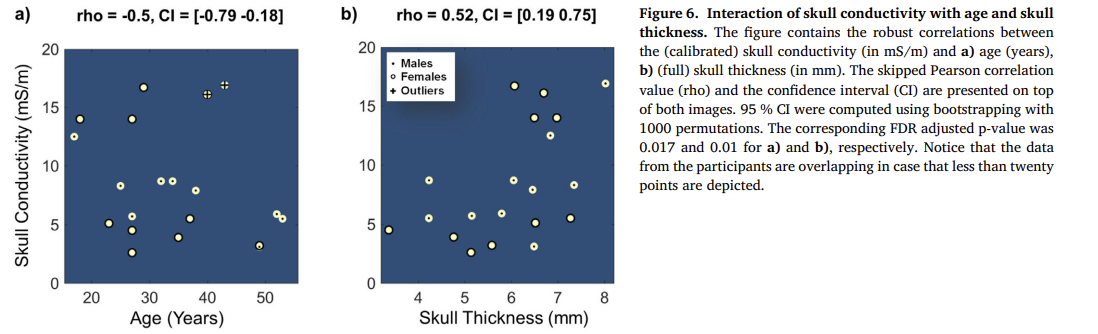 a)
rho = -0.5, CI = [-0.79 -0.18]
20
15
10
5
0
Skull Conductivity (mS/m)
20 30 40 50
Age (Years)
b)
rho = 0.52, CI = [0.19 0.75]
Males
Females
Outliers
20
15
10
5
0
4 5 6 7 8
Skull Thickness (mm)
Figure 6. Interaction of skull conductivity with age and skull
thickness. The figure contains the robust correlations between
the (calibrated) skull conductivity (in mS/m) and a) age (years),
b) (full) skull thickness (in mm). The skipped Pearson correlation
value (rho) and the confidence interval (CI) are presented on top
of both images. 95 % CI were computed using bootstrapping with
1000 permutations. The corresponding FDR adjusted p-value was
0.017 and 0.01 for a) and b), respectively. Notice that the data
from the participants are overlapping in case that less than twenty
points are depicted.